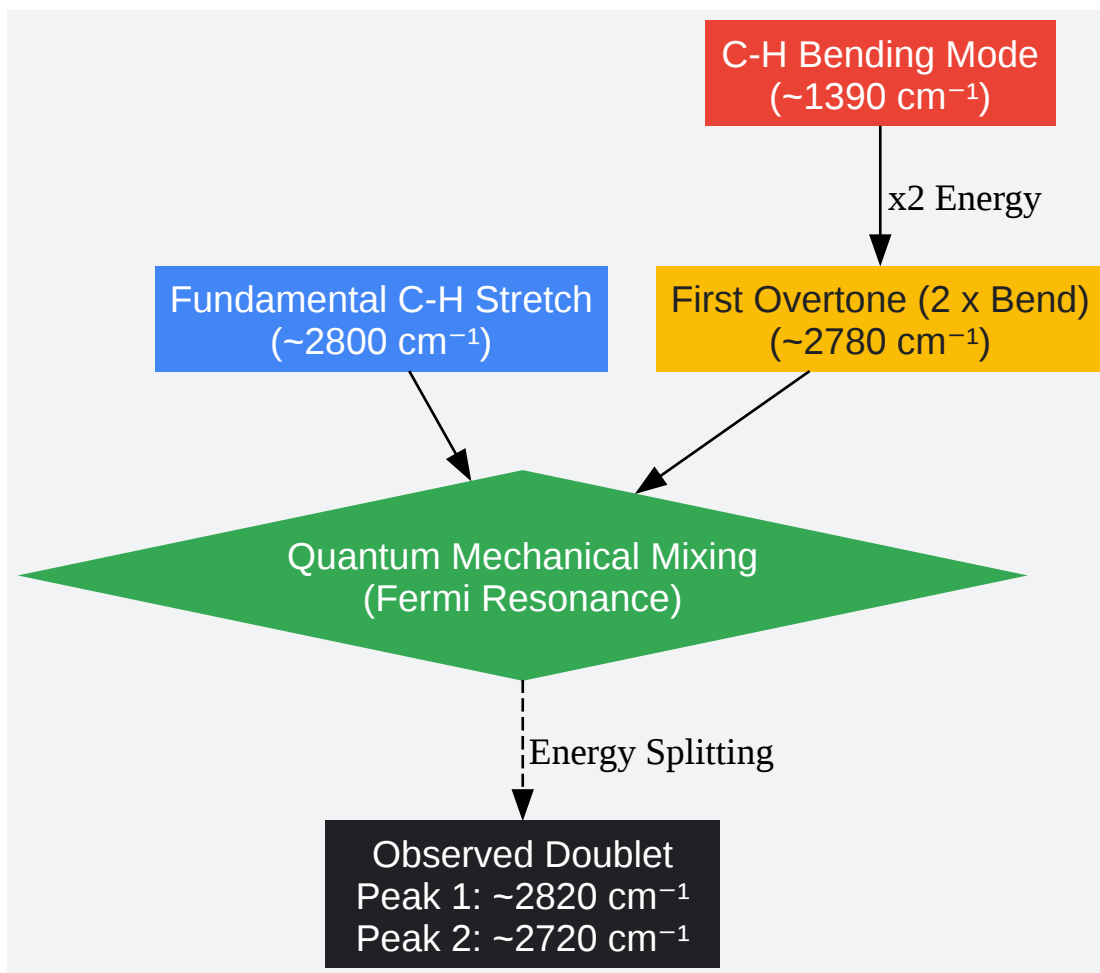 C-H Bending Mode
(~1390 cm⁻¹)
x2 Energy
Fundamental C-H Stretch
(~2800 cm⁻¹)
First Overtone (2 x Bend)
(~2780 cm⁻¹)
Quantum Mechanical Mixing
(Fermi Resonance)
Energy Splitting
Observed Doublet
Peak 1: ~2820 cm⁻¹
Peak 2: ~2720 cm⁻¹